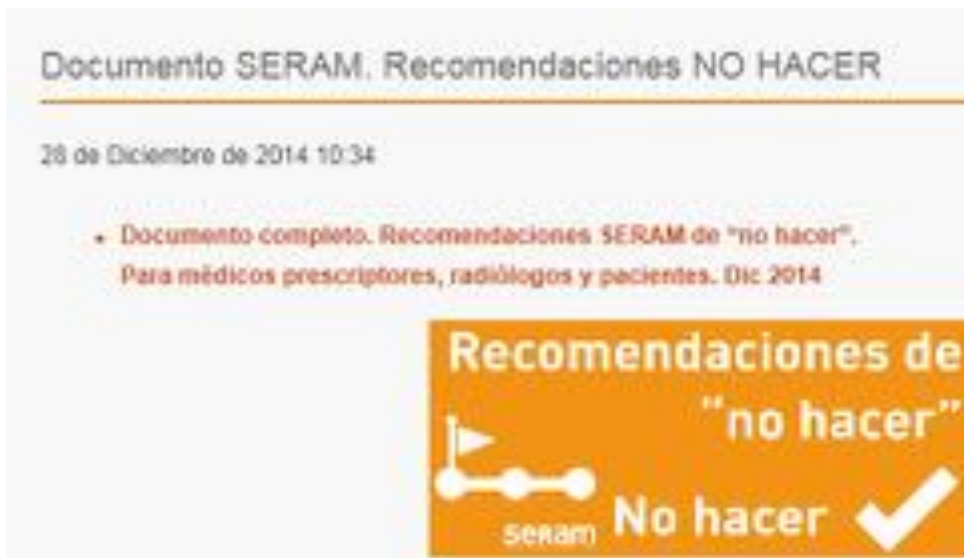 Documento SERAM. Recomendaciones NO HACER
28 de Diciembre de 2014 10:34
• Documento completo. Recomendaciones SERAM de "no hacer".
Para médicos prescriptores, radiólogos y pacientes. Dic 2014
Recomendaciones de
"no hacer"
seram
No hacer